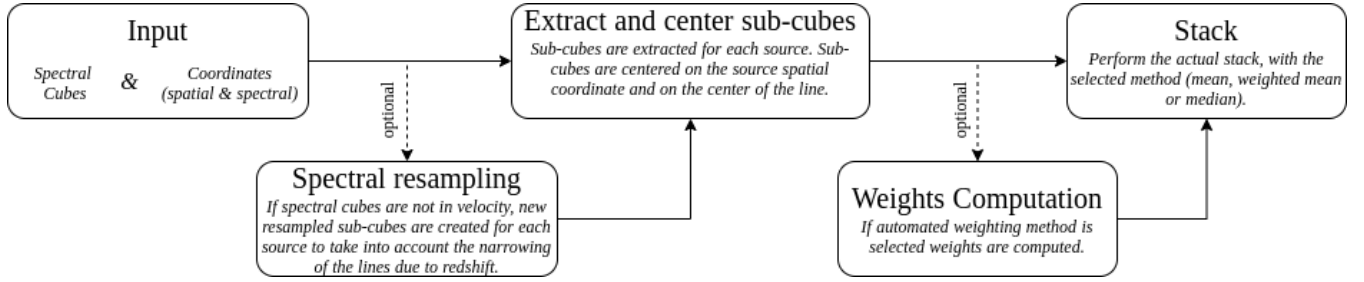 Input
Spectral
Cubes
&
Coordinates
(spatial & spectral)
optional
Spectral resampling
If spectral cubes are not in velocity, new
resampled sub-cubes are created for each
source to take into account the narrowing
of the lines due to redshift.
Extract and center sub-cubes
Sub-cubes are extracted for each source. Sub-
cubes are centered on the source spatial
coordinate and on the center of the line.
optional
Weights Computation
If automated weighting method is
selected weights are computed.
Stack
Perform the actual stack, with the
selected method (mean, weighted mean
or median).